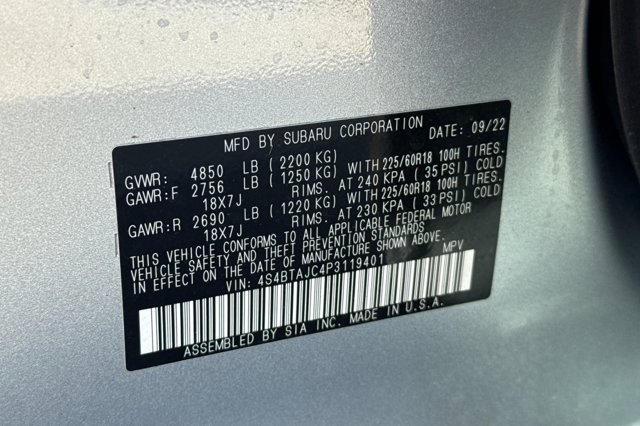 MFD BY SUBARU CORPORATION DATE: 09/22
GVWR: 4850 LB (2200 KG)
GAWR:F 2756 LB (1250 KG) WITH 225/60R18 100H TIRES.
18X7J RIMS. AT 240 KPA (35 PSI) COLD
GAWR:R 2690 LB (1220 KG) WITH 225/60R18 100H TIRES.
18X7J RIMS. AT 230 KPA (33 PSI) COLD
THIS VEHICLE CONFORMS TO ALL APPLICABLE FEDERAL MOTOR
VEHICLE SAFETY AND THEFT PREVENTION STANDARDS
IN EFFECT ON THE DATE OF MANUFACTURE SHOWN ABOVE.
VIN: 4S4BTAJC4P3119401 MPV
ASSEMBLED BY SIA INC. MADE IN U.S.A.